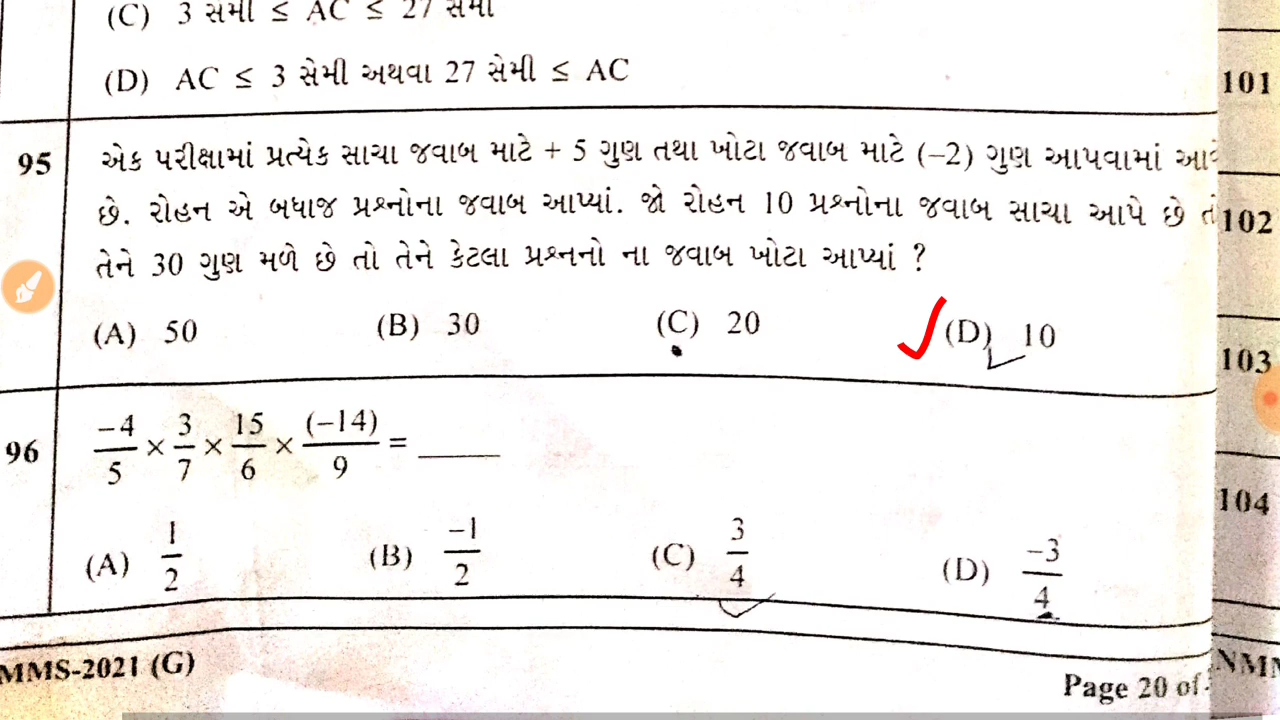 (C) 3 સેમી ≤ AC ≤ 27 સેમી
(D) AC ≤ 3 સેમી અથવા 27 સેમી ≤ AC
95 એક પરીક્ષામાં પ્રત્યેક સાચા જવાબ માટે + 5 ગુણ તથા ખોટા જવાબ માટે (–2) ગુણ આપવામાં
છે. રોહન એ બધાજ પ્રશ્નોના જવાબ આપ્યાં. જો રોહન 10 પ્રશ્નોના જવાબ સાચા આપે છે
તેને 30 ગુણ મળે છે તો તેને કેટલા પ્રશ્નનો ના જવાબ ખોટા આપ્યાં ?
(A) 50 (B) 30 (C) 20 (D) 10
96 -4/5 × 3/7 × 15/6 × (-14)/9 = ____
(A) 1/2 (B) -1/2 (C) 3/4 (D) -3/4
MMS-2021 (G)
Page 20 of
101
102
103
104